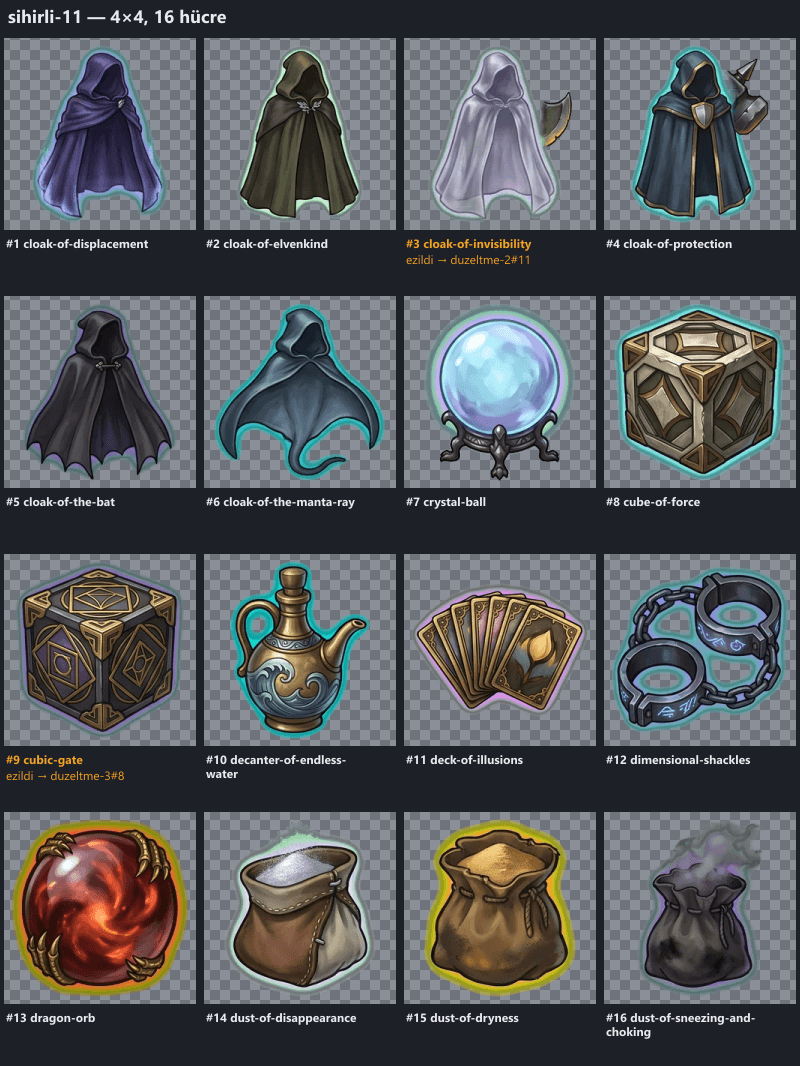 sihirli-11 — 4×4, 16 hücre
#1 cloak-of-displacement
#2 cloak-of-elvenkind
#3 cloak-of-invisibility
ezildi → duzeltme-2#11
#4 cloak-of-protection
#5 cloak-of-the-bat
#6 cloak-of-the-manta-ray
#7 crystal-ball
#8 cube-of-force
#9 cubic-gate
ezildi → duzeltme-3#8
#10 decanter-of-endless-
water
#11 deck-of-illusions
#12 dimensional-shackles
#13 dragon-orb
#14 dust-of-disappearance
#15 dust-of-dryness
#16 dust-of-sneezing-and-
choking